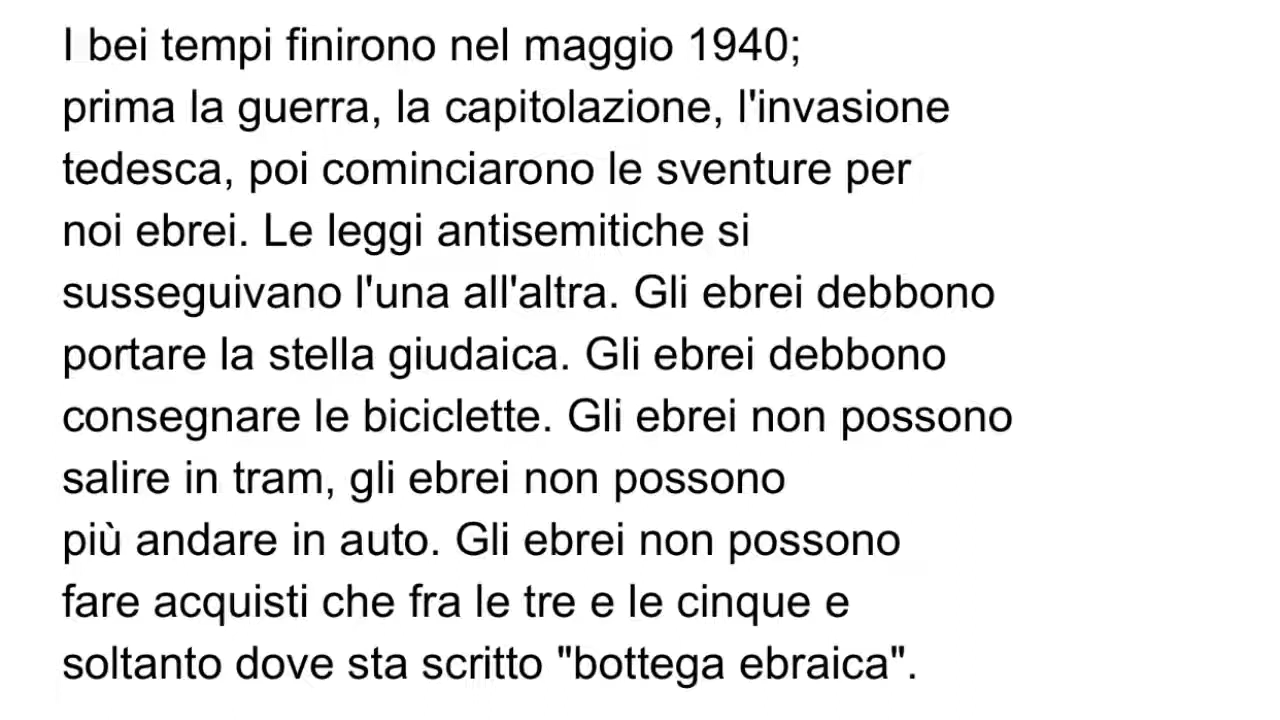 I bei tempi finirono nel maggio 1940;
prima la guerra, la capitolazione, l'invasione
tedesca, poi cominciarono le sventure per
noi ebrei. Le leggi antisemitiche si
susseguivano l'una all'altra. Gli ebrei debbono
portare la stella giudaica. Gli ebrei debbono
consegnare le biciclette. Gli ebrei non possono
salire in tram, gli ebrei non possono
più andare in auto. Gli ebrei non possono
fare acquisti che fra le tre e le cinque e
soltanto dove sta scritto "bottega ebraica".